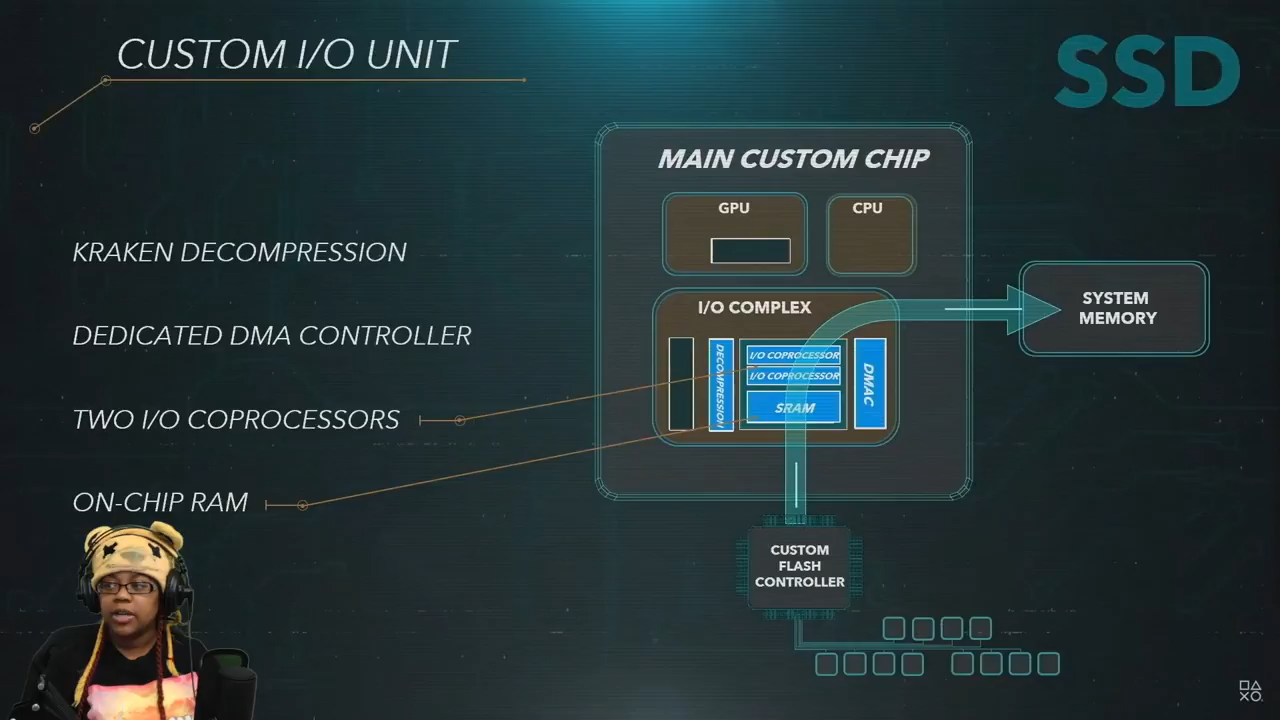 CUSTOM I/O UNIT
SSD
KRAKEN DECOMPRESSION
DEDICATED DMA CONTROLLER
TWO I/O COPROCESSORS
ON-CHIP RAM
MAIN CUSTOM CHIP
GPU
CPU
I/O COMPLEX
DECOMPRESSION
I/O COPROCESSOR
I/O COPROCESSOR
SRAM
DMAC
SYSTEM
MEMORY
CUSTOM
FLASH
CONTROLLER